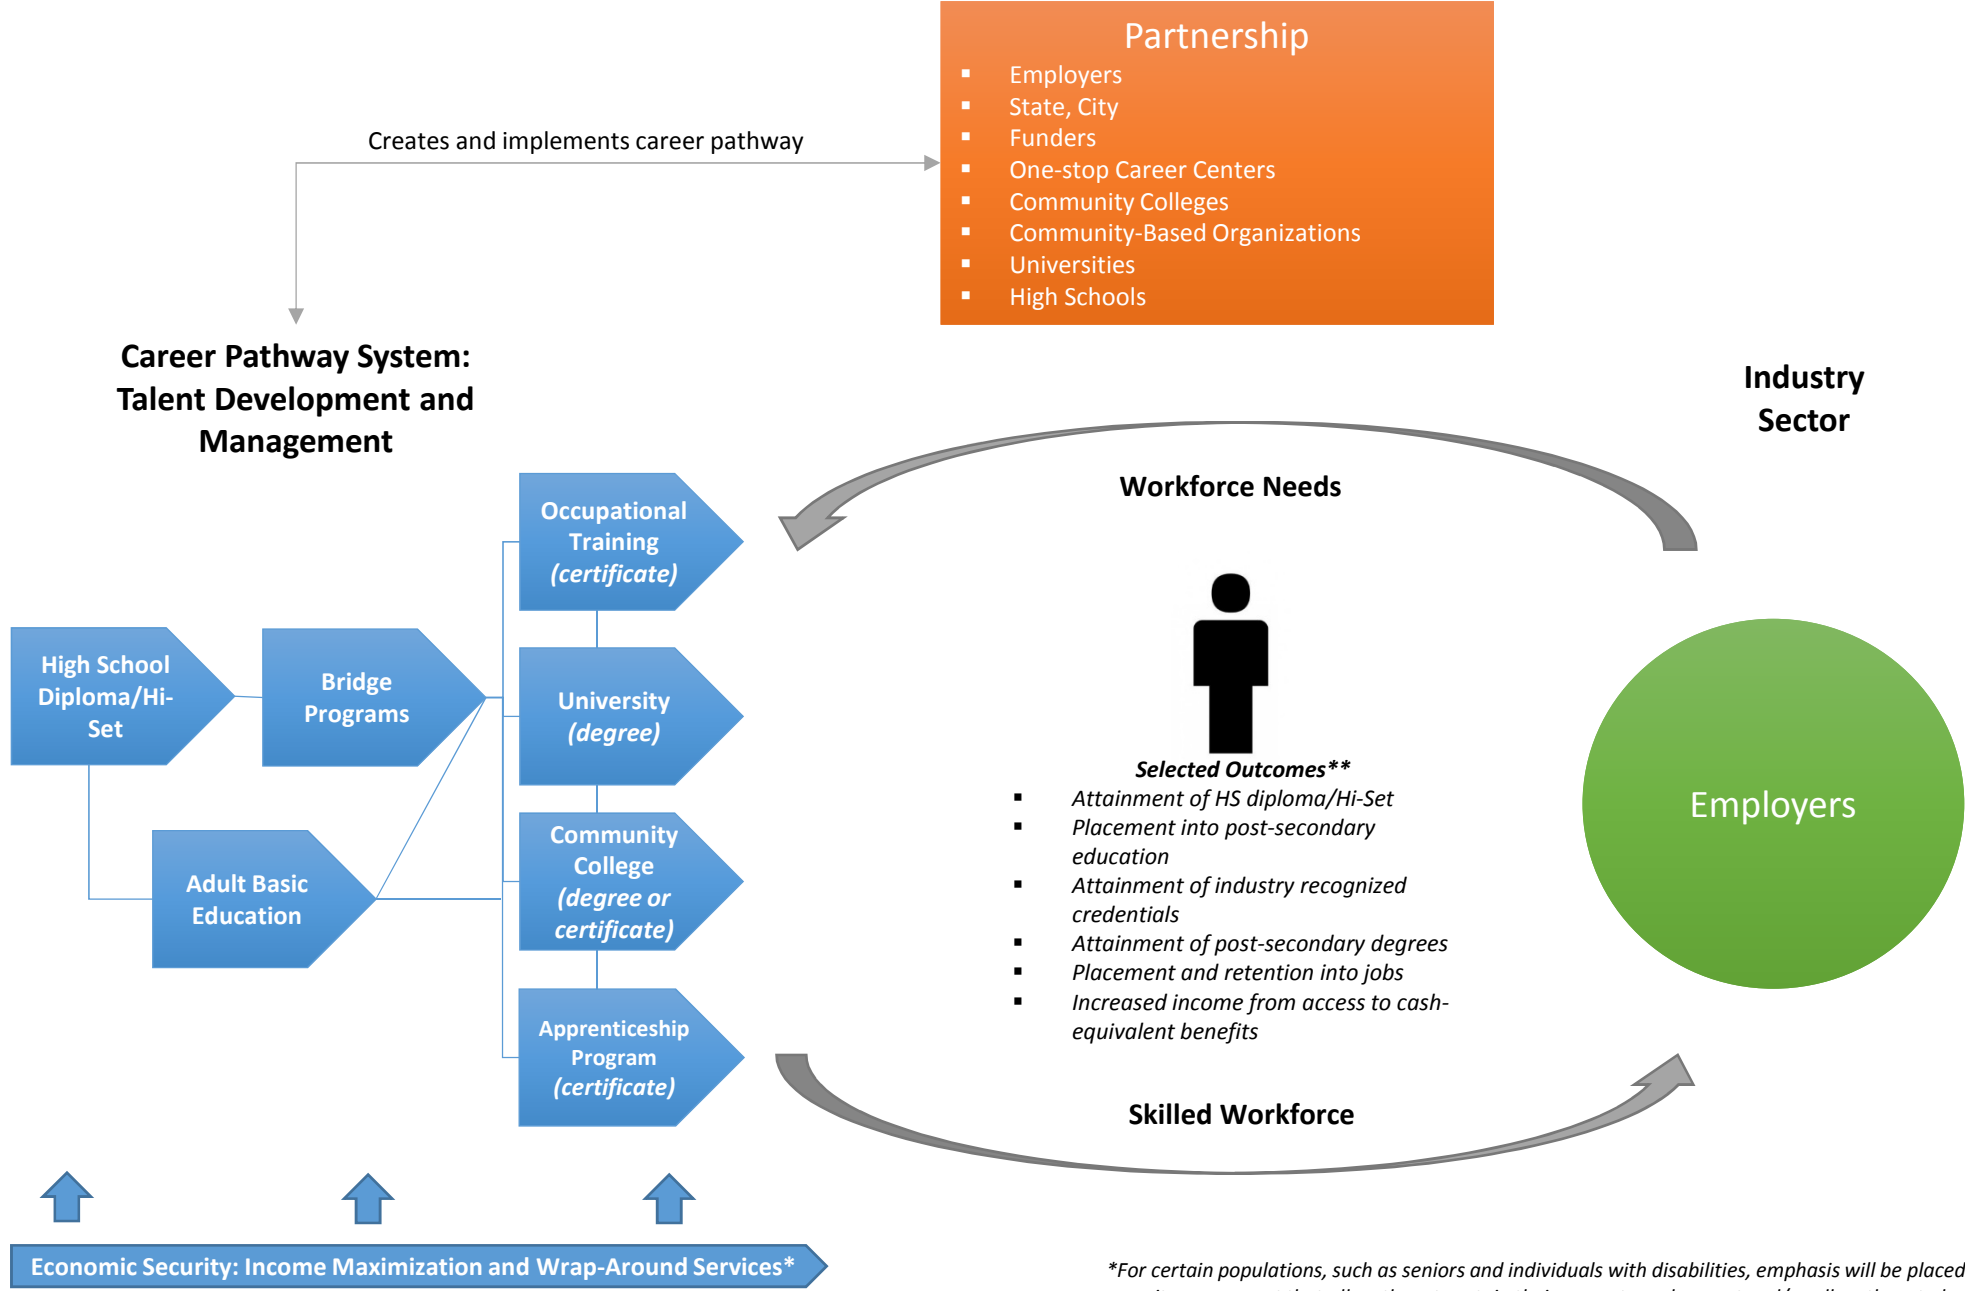 Partnership
▪ Employers
▪ State, City
▪ Funders
▪ One-stop Career Centers
▪ Community Colleges
▪ Community-Based Organizations
▪ Universities
▪ High Schools
Creates and implements career pathway
Career Pathway System:
Talent Development and
Management
Industry
Sector
Workforce Needs
Occupational
Training
(certificate)
High School
Diploma/Hi-
Set
Bridge
Programs
University
(degree)
Adult Basic
Education
Community
College
(degree or
certificate)
Apprenticeship
Program
(certificate)
Selected Outcomes**
▪ Attainment of HS diploma/Hi-Set
▪ Placement into post-secondary
education
▪ Attainment of industry recognized
credentials
▪ Attainment of post-secondary degrees
▪ Placement and retention into jobs
▪ Increased income from access to cash-
equivalent benefits
Employers
Skilled Workforce
Economic Security: Income Maximization and Wrap-Around Services*
*For certain populations, such as seniors and individuals with disabilities, emphasis will be placed